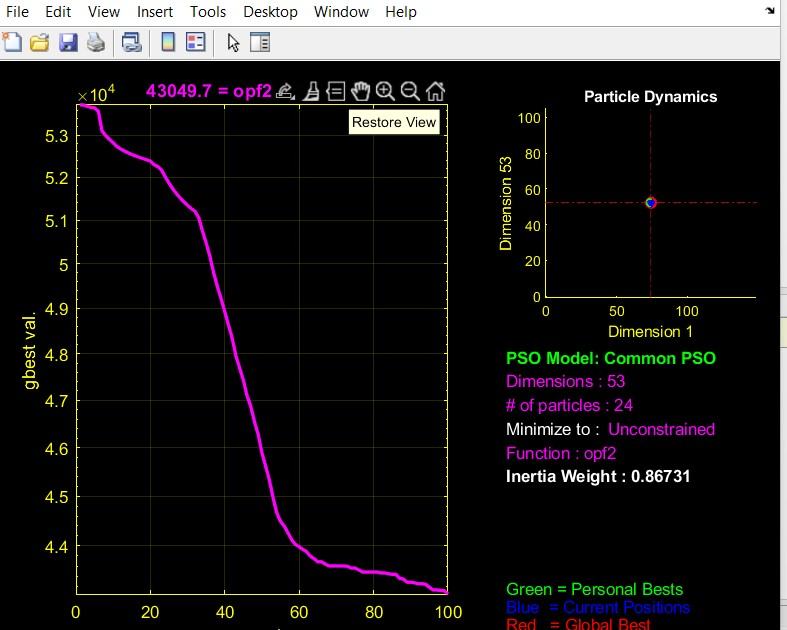 File Edit View Insert Tools Desktop Window Help
×10⁴
43049.7 = opf2
Restore View
5.3
5.2
5.1
5
4.9
4.8
4.7
4.6
4.5
4.4
gbest val.
0 20 40 60 80 100
Particle Dynamics
100
80
60
40
20
0
Dimension 53
0 50 100
Dimension 1
PSO Model: Common PSO
Dimensions : 53
# of particles : 24
Minimize to : Unconstrained
Function : opf2
Inertia Weight : 0.86731
Green = Personal Bests
Blue = Current Positions
Red = Global Best